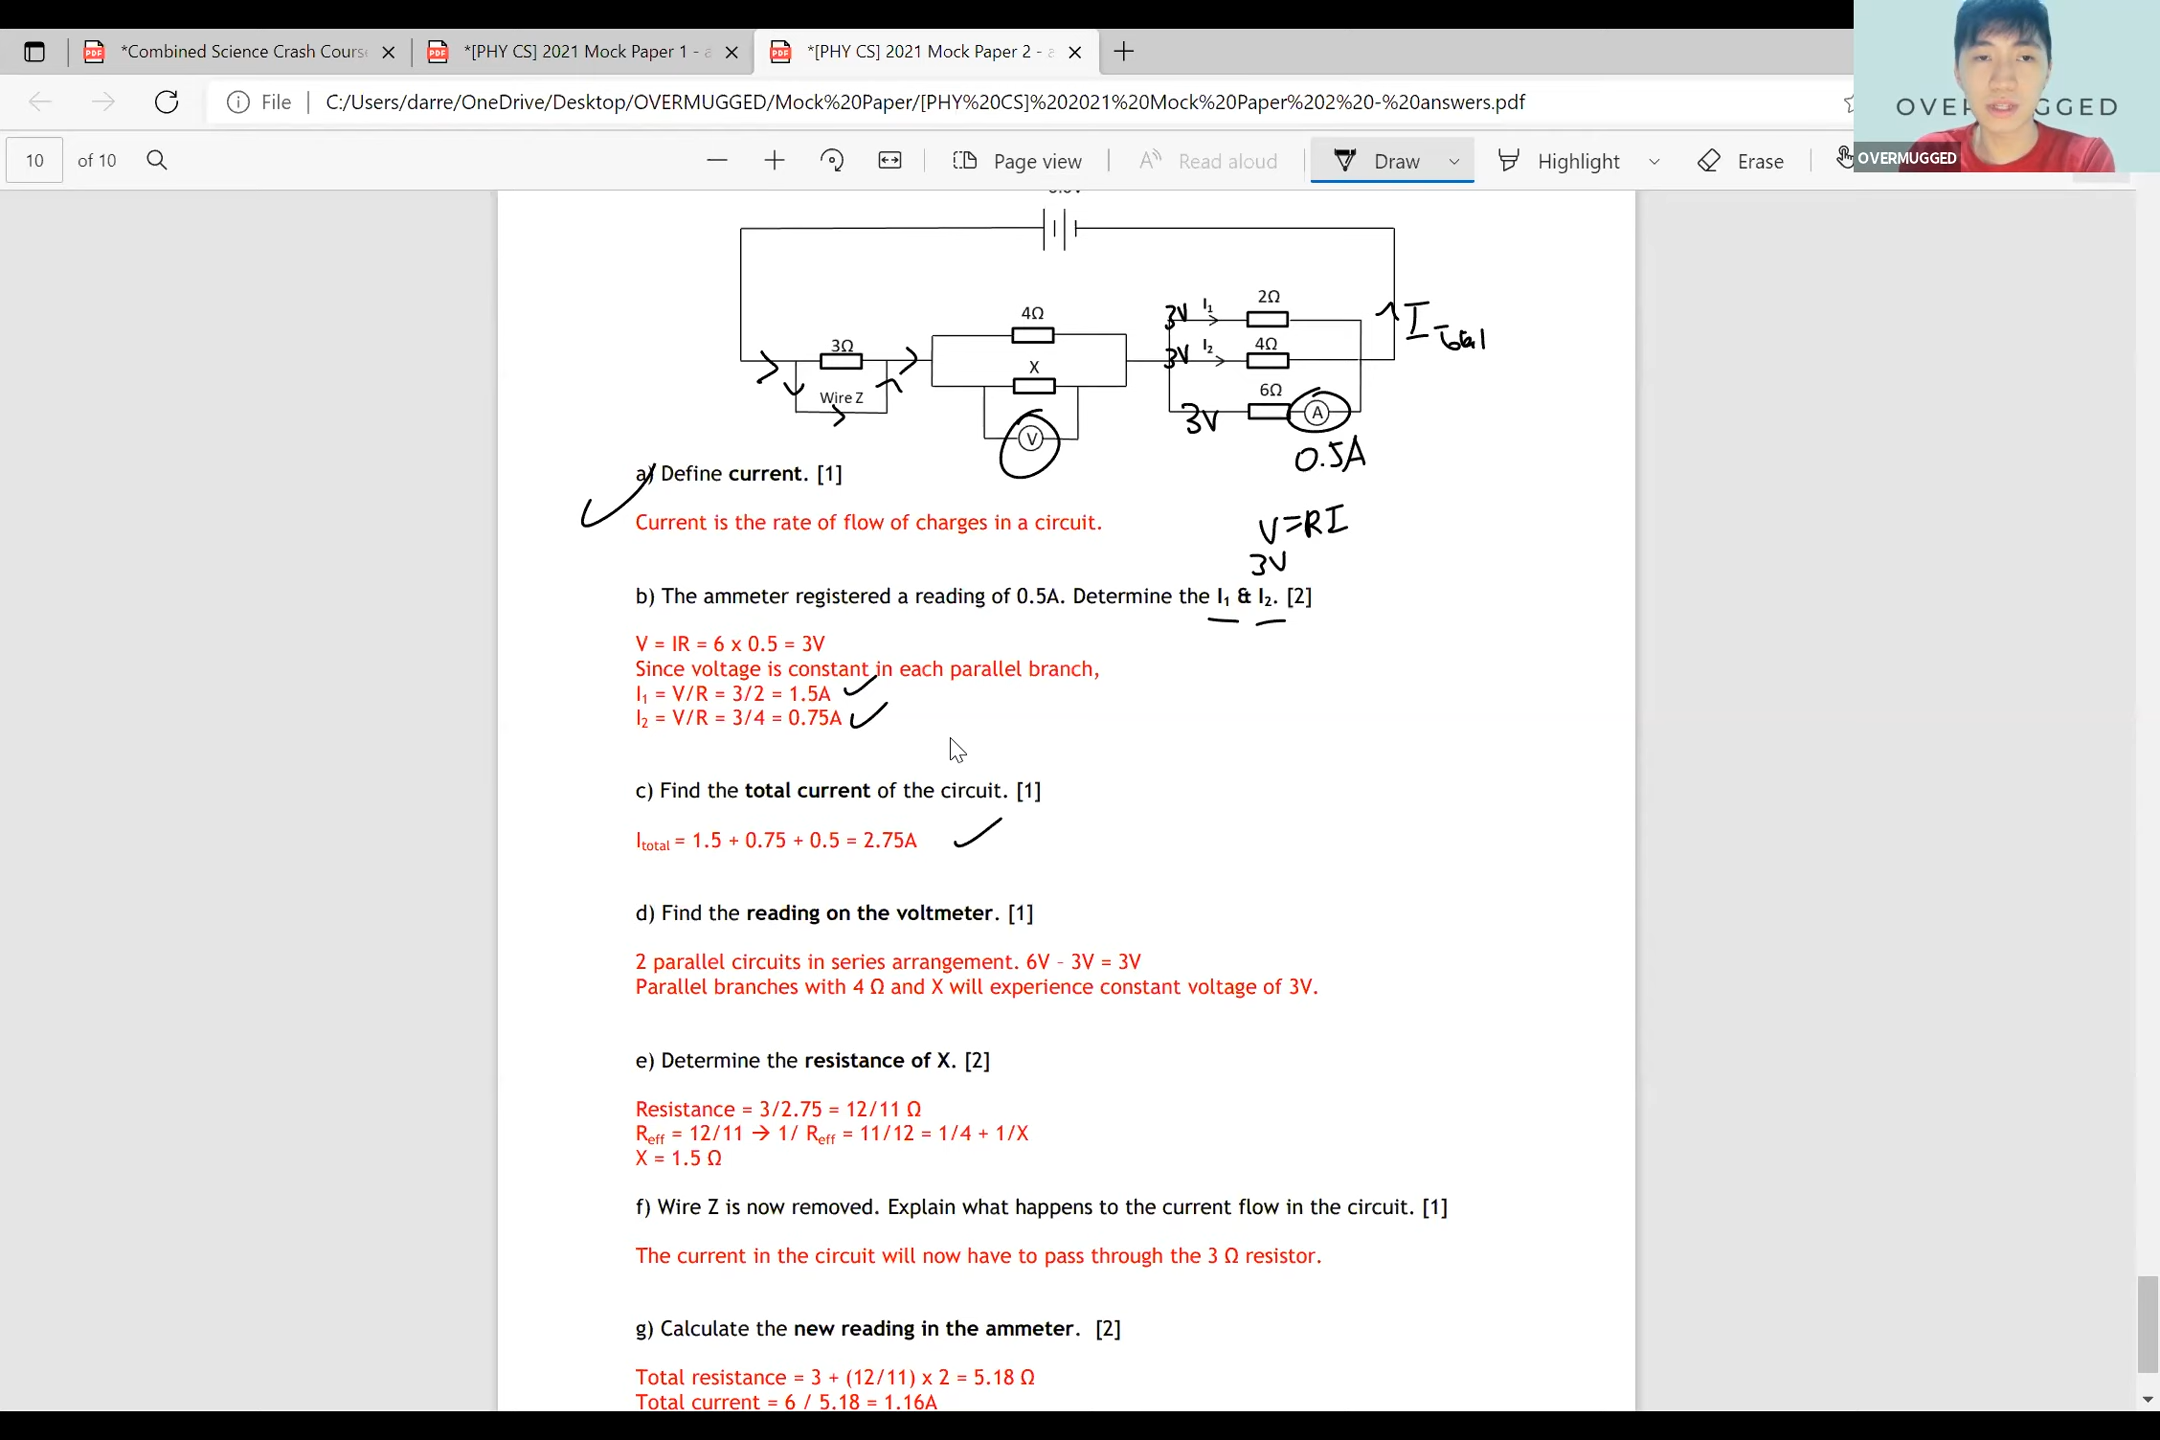 *Combined Science Crash Cours
*[PHY CS] 2021 Mock Paper 1 - a
*[PHY CS] 2021 Mock Paper 2 - a
File
C:/Users/darre/OneDrive/Desktop/OVERMUGGED/Mock%20Paper/[PHY%20CS]%202021%20Mock%20Paper%202%20-%20answers.pdf
OVERMUGGED
10 of 10
Page view
Read aloud
Draw
Highlight
Erase
OVERMUGGED
3V I₁ 2Ω
I total
4Ω
3V I₂ 4Ω
3Ω
X
6Ω
Wire Z
3V
A
V
0.5A
a) Define current. [1]
Current is the rate of flow of charges in a circuit.
V=RI
3V
b) The ammeter registered a reading of 0.5A. Determine the I₁ & I₂. [2]
V = IR = 6 x 0.5 = 3V
Since voltage is constant in each parallel branch,
I₁ = V/R = 3/2 = 1.5A
I₂ = V/R = 3/4 = 0.75A
c) Find the total current of the circuit. [1]
Itotal = 1.5 + 0.75 + 0.5 = 2.75A
d) Find the reading on the voltmeter. [1]
2 parallel circuits in series arrangement. 6V - 3V = 3V
Parallel branches with 4 Ω and X will experience constant voltage of 3V.
e) Determine the resistance of X. [2]
Resistance = 3/2.75 = 12/11 Ω
Reff = 12/11 → 1/ Reff = 11/12 = 1/4 + 1/X
X = 1.5 Ω
f) Wire Z is now removed. Explain what happens to the current flow in the circuit. [1]
The current in the circuit will now have to pass through the 3 Ω resistor.
g) Calculate the new reading in the ammeter. [2]
Total resistance = 3 + (12/11) x 2 = 5.18 Ω
Total current = 6 / 5.18 = 1.16A